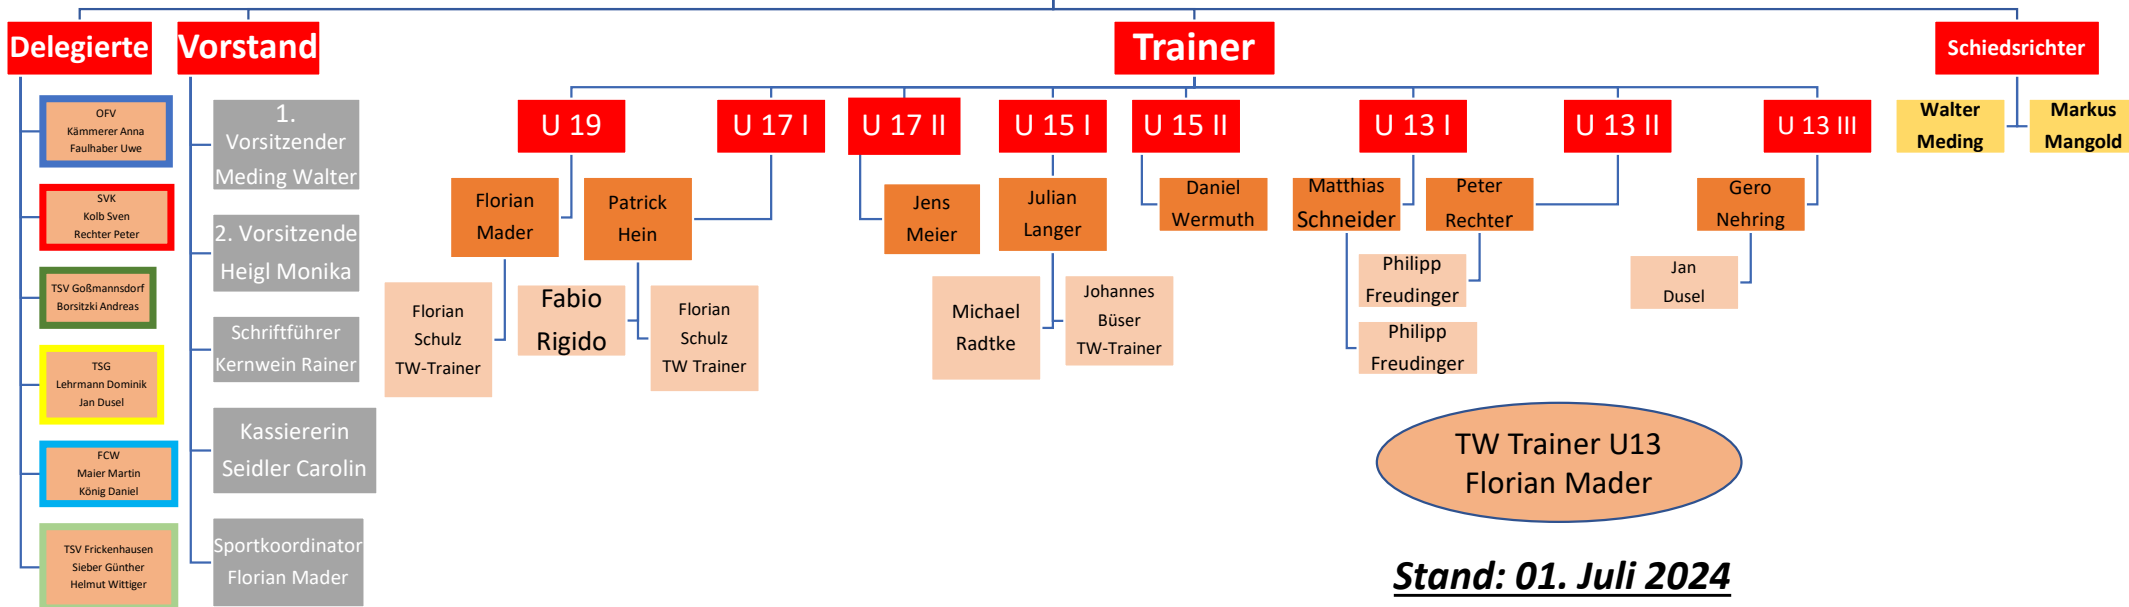 Delegierte
OFV
Kämmerer Anna
Faulhaber Uwe
SVK
Kolb Sven
Rechter Peter
TSV Goßmannsdorf
Borsitzki Andreas
TSG
Lehrmann Dominik
Jan Dusel
FCW
Maier Martin
König Daniel
TSV Frickenhausen
Sieber Günther
Helmut Wittiger
Vorstand
1.
Vorsitzender
Meding Walter
2. Vorsitzende
Heigl Monika
Schriftführer
Kernwein Rainer
Kassiererin
Seidler Carolin
Sportkoordinator
Florian Mader
Trainer
U 19
Florian
Mader
Florian
Schulz
TW-Trainer
U 17 I
Patrick
Hein
Fabio
Rigido
Florian
Schulz
TW Trainer
U 17 II
Jens
Meier
U 15 I
Julian
Langer
Michael
Radtke
Johannes
Büser
TW-Trainer
U 15 II
Daniel
Wermuth
U 13 I
Matthias
Schneider
Philipp
Freudinger
U 13 II
Peter
Rechter
Philipp
Freudinger
U 13 III
Gero
Nehring
Jan
Dusel
Schiedsrichter
Walter
Meding
Markus
Mangold
TW Trainer U13
Florian Mader
Stand: 01. Juli 2024